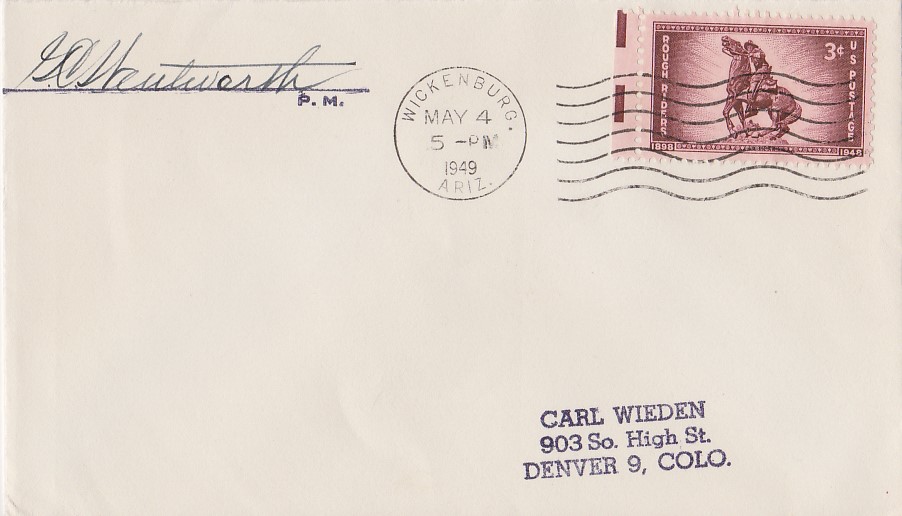 G.C. Wentworth
P. M.
WICKENBURG.
MAY 4
5 - PM
1949
ARIZ.
ROUGH RIDERS
3¢
U S POSTAGE
1898
1948
CARL WIEDEN
903 So. High St.
DENVER 9, COLO.